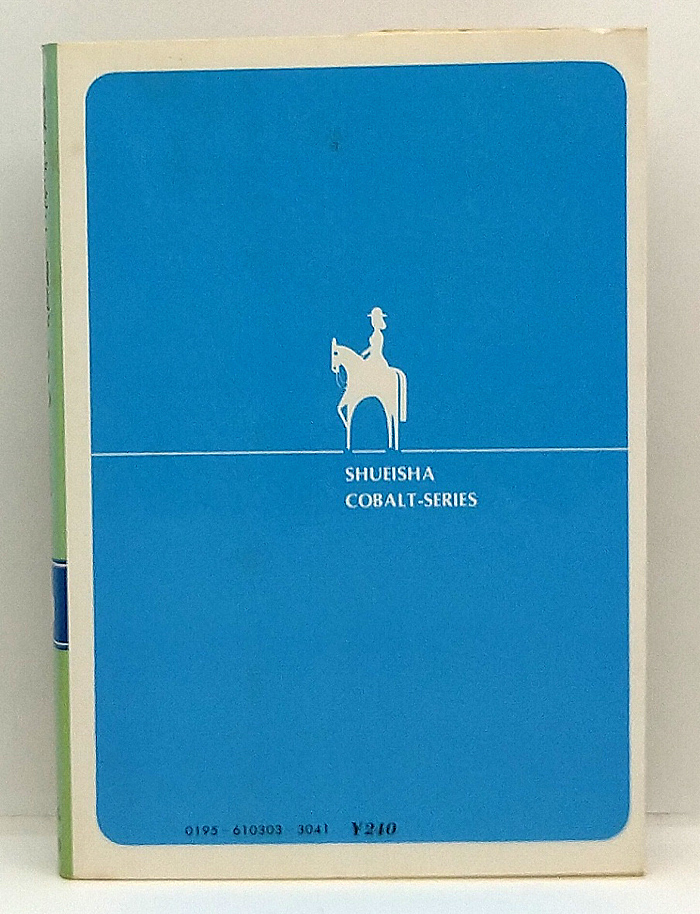 SHUEISHA
COBALT-SERIES
0195 610303 3041 ¥240